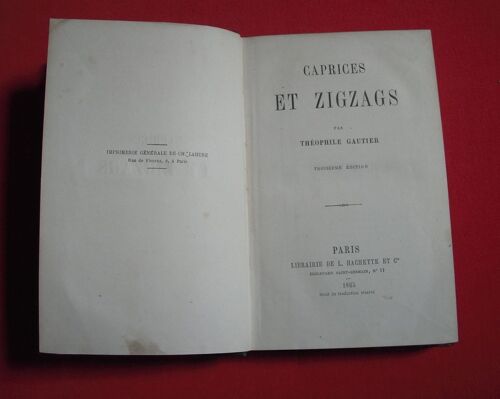 IMPRIMERIE GÉNÉRALE DE CH. LAHURE
Rue de Fleurus, 9, à Paris
CAPRICES
ET ZIGZAGS
PAR
THÉOPHILE GAUTIER
TROISIÈME ÉDITION
PARIS
LIBRAIRIE DE L. HACHETTE ET Cie
BOULEVARD SAINT-GERMAIN, N° 77
1865
Droit de traduction réservé